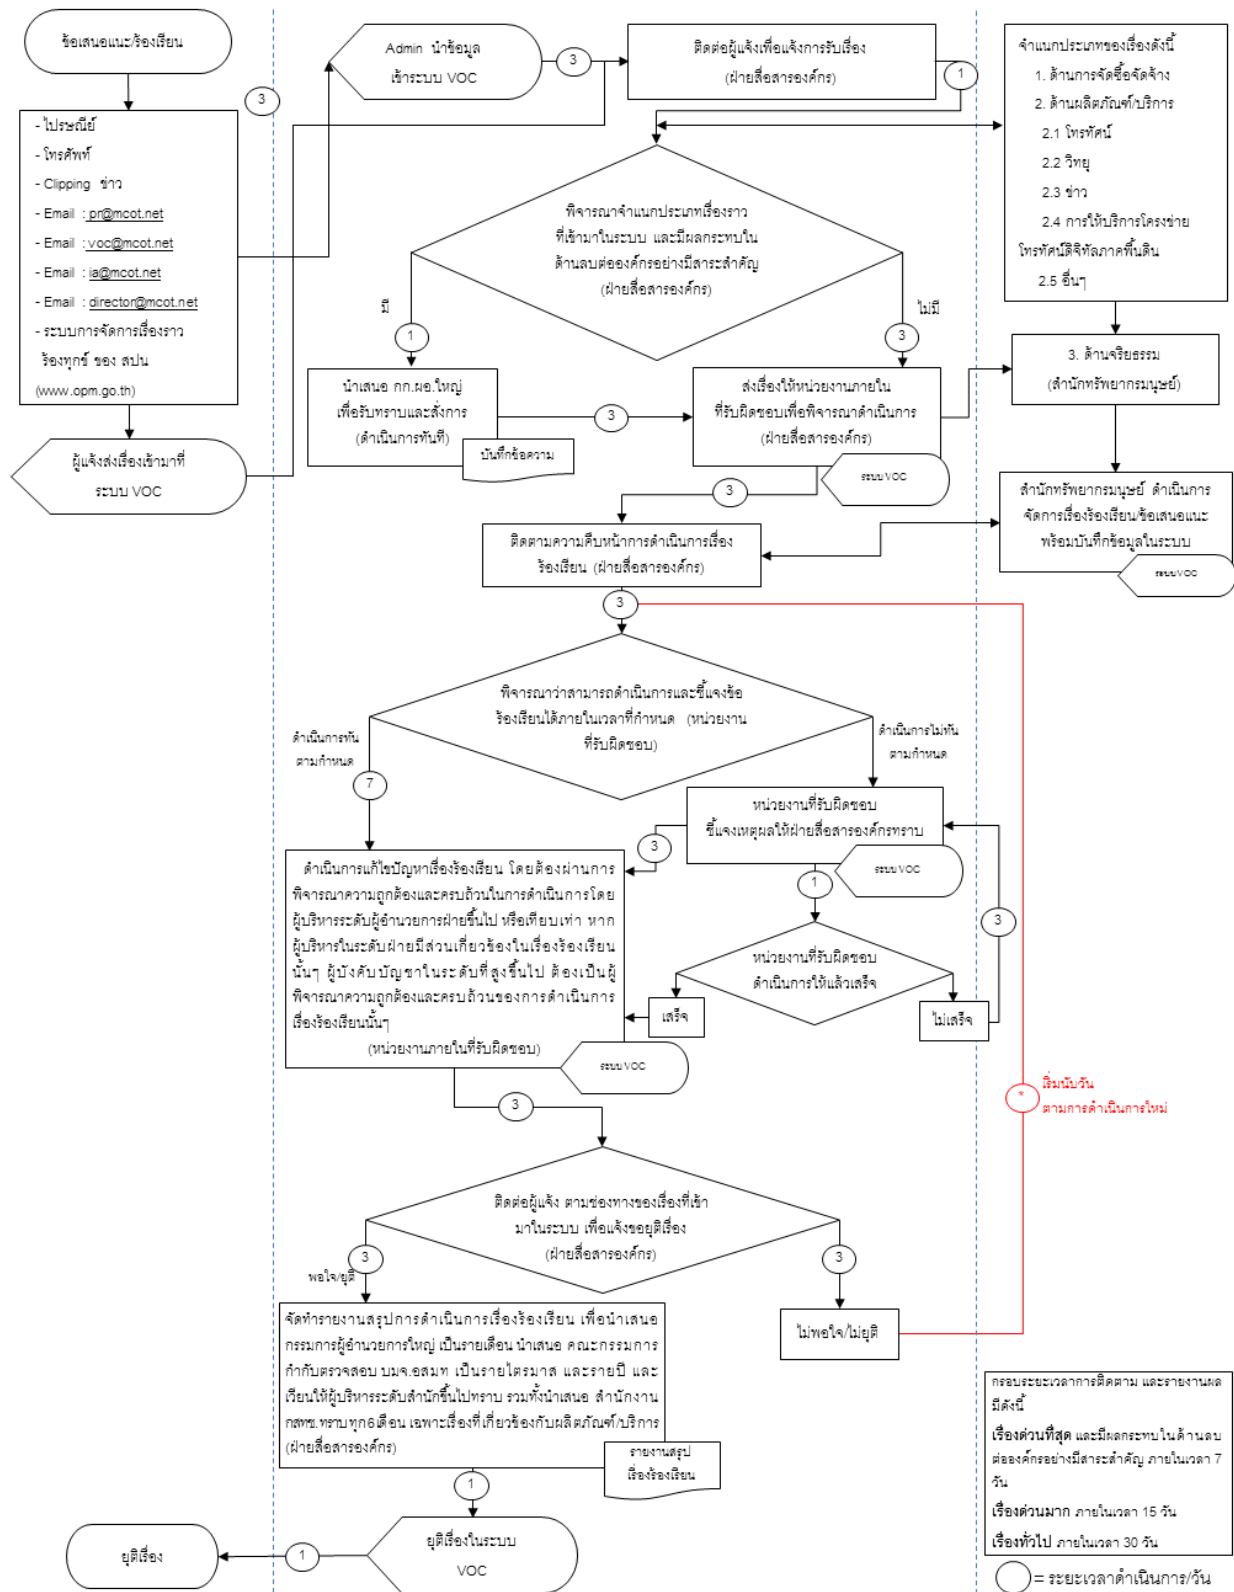 ข้อเสนอแนะ/ร้องเรียน
3
- ไปรษณีย์
- โทรศัพท์
- Clipping ข่าว
- Email : pr@mcot.net
- Email : voc@mcot.net
- Email : ia@mcot.net
- Email : director@mcot.net
- ระบบการจัดการเรื่องราว
ร้องทุกข์ ของ สปน
(www.opm.go.th)
ผู้แจ้งส่งเรื่องเข้ามาที่
ระบบ VOC
Admin นำข้อมูล
เข้าระบบ VOC
3
ติดต่อผู้แจ้งเพื่อแจ้งการรับเรื่อง
(ฝ่ายสื่อสารองค์กร)
1
จำแนกประเภทของเรื่องดังนี้
1. ด้านการจัดซื้อจัดจ้าง
2. ด้านผลิตภัณฑ์/บริการ
2.1 โทรทัศน์
2.2 วิทยุ
2.3 ข่าว
2.4 การให้บริการโครงข่าย
โทรทัศน์ดิจิทัลภาคพื้นดิน
2.5 อื่นๆ
พิจารณาจำแนกประเภทเรื่องราว
ที่เข้ามาในระบบ และมีผลกระทบใน
ด้านลบต่อองค์กรอย่างมีสาระสำคัญ
(ฝ่ายสื่อสารองค์กร)
มี
1
ไม่มี
3
นำเสนอ กก.ผอ.ใหญ่
เพื่อรับทราบและสั่งการ
(ดำเนินการทันที)
บันทึกข้อความ
3
ส่งเรื่องให้หน่วยงานภายใน
ที่รับผิดชอบเพื่อพิจารณาดำเนินการ
(ฝ่ายสื่อสารองค์กร)
ระบบ VOC
3. ด้านจริยธรรม
(สำนักทรัพยากรมนุษย์)
สำนักทรัพยากรมนุษย์ ดำเนินการ
จัดการเรื่องร้องเรียน/ข้อเสนอแนะ
พร้อมบันทึกข้อมูลในระบบ
ระบบ VOC
3
ติดตามความคืบหน้าการดำเนินการเรื่อง
ร้องเรียน (ฝ่ายสื่อสารองค์กร)
3
พิจารณาว่าสามารถดำเนินการและชี้แจงข้อ
ร้องเรียนได้ภายในเวลาที่กำหนด (หน่วยงาน
ที่รับผิดชอบ)
ดำเนินการทัน
ตามกำหนด
7
ดำเนินการไม่ทัน
ตามกำหนด
หน่วยงานที่รับผิดชอบ
ชี้แจงเหตุผลให้ฝ่ายสื่อสารองค์กรทราบ
ระบบ VOC
3
1
3
ดำเนินการแก้ไขปัญหาเรื่องร้องเรียน โดยต้องผ่านการ
พิจารณาความถูกต้องและครบถ้วนในการดำเนินการโดย
ผู้บริหารระดับผู้อำนวยการฝ่ายขึ้นไป หรือเทียบเท่า หาก
ผู้บริหารในระดับฝ่ายมีส่วนเกี่ยวข้องในเรื่องร้องเรียน
นั้นๆ ผู้บังคับบัญชาในระดับที่สูงขึ้นไป ต้องเป็นผู้
พิจารณาความถูกต้องและครบถ้วนของการดำเนินการ
เรื่องร้องเรียนนั้นๆ
(หน่วยงานภายในที่รับผิดชอบ)
ระบบ VOC
หน่วยงานที่รับผิดชอบ
ดำเนินการให้แล้วเสร็จ
เสร็จ
ไม่เสร็จ
*
เริ่มนับวัน
ตามการดำเนินการใหม่
3
ติดต่อผู้แจ้ง ตามช่องทางของเรื่องที่เข้า
มาในระบบ เพื่อแจ้งขอยุติเรื่อง
(ฝ่ายสื่อสารองค์กร)
3
พอใจ/ยุติ
3
ไม่พอใจ/ไม่ยุติ
จัดทำรายงานสรุปการดำเนินการเรื่องร้องเรียน เพื่อนำเสนอ
กรรมการผู้อำนวยการใหญ่ เป็นรายเดือน นำเสนอ คณะกรรมการ
กำกับตรวจสอบ บมจ.อสมท เป็นรายไตรมาส และรายปี และ
เวียนให้ผู้บริหารระดับสำนักขึ้นไปทราบ รวมทั้งนำเสนอ สำนักงาน
กสทช.ทราบทุก6เดือน เฉพาะเรื่องที่เกี่ยวข้องกับผลิตภัณฑ์/บริการ
(ฝ่ายสื่อสารองค์กร)
รายงานสรุป
เรื่องร้องเรียน
1
ยุติเรื่องในระบบ
VOC
1
ยุติเรื่อง
กรอบระยะเวลาการติดตาม และรายงานผล
มีดังนี้
เรื่องด่วนที่สุด และมีผลกระทบในด้านลบ
ต่อองค์กรอย่างมีสาระสำคัญ ภายในเวลา 7
วัน
เรื่องด่วนมาก ภายในเวลา 15 วัน
เรื่องทั่วไป ภายในเวลา 30 วัน
= ระยะเวลาดำเนินการ/วัน